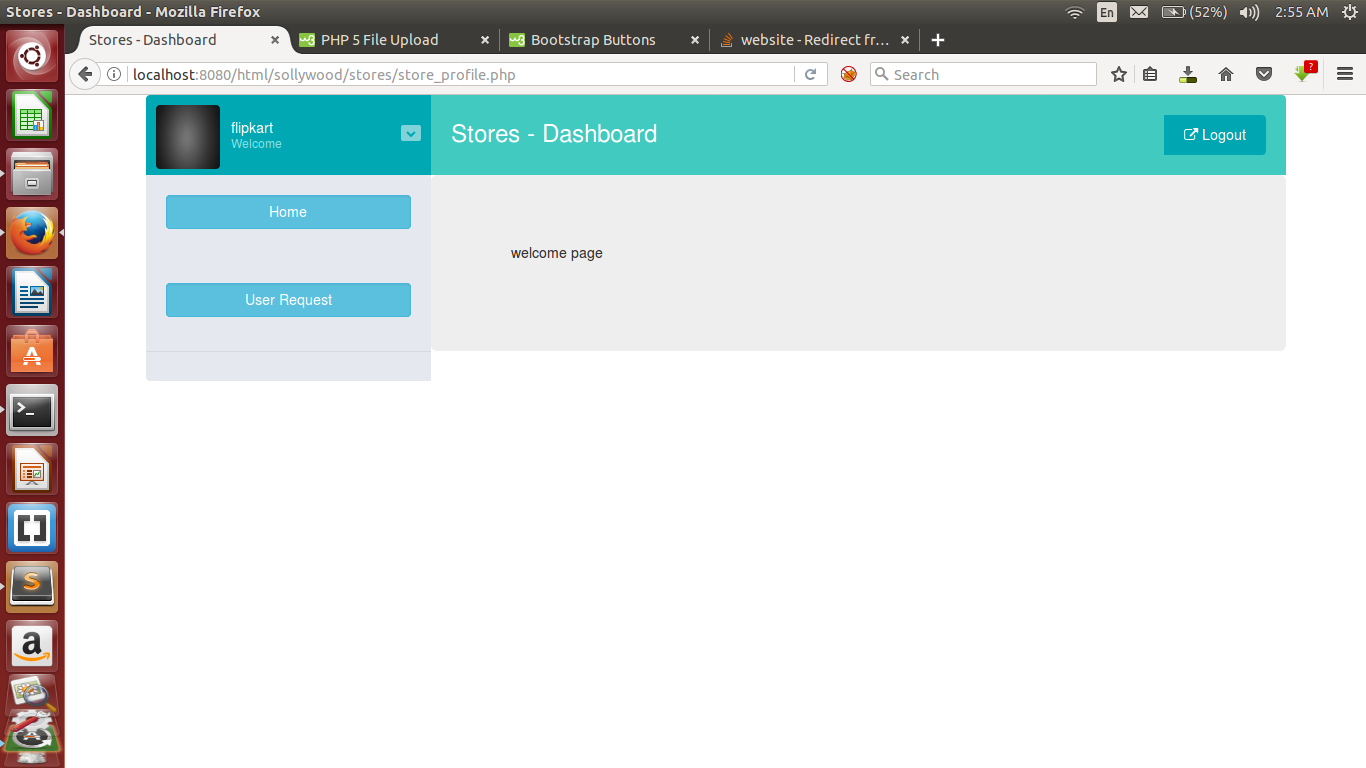 Stores - Dashboard - Mozilla Firefox
En
(52%)
2:55 AM
Stores - Dashboard
PHP 5 File Upload
Bootstrap Buttons
website - Redirect fr...
localhost:8080/html/sollywood/stores/store_profile.php
Search
?
flipkart
Welcome
Stores - Dashboard
Logout
Home
welcome page
User Request